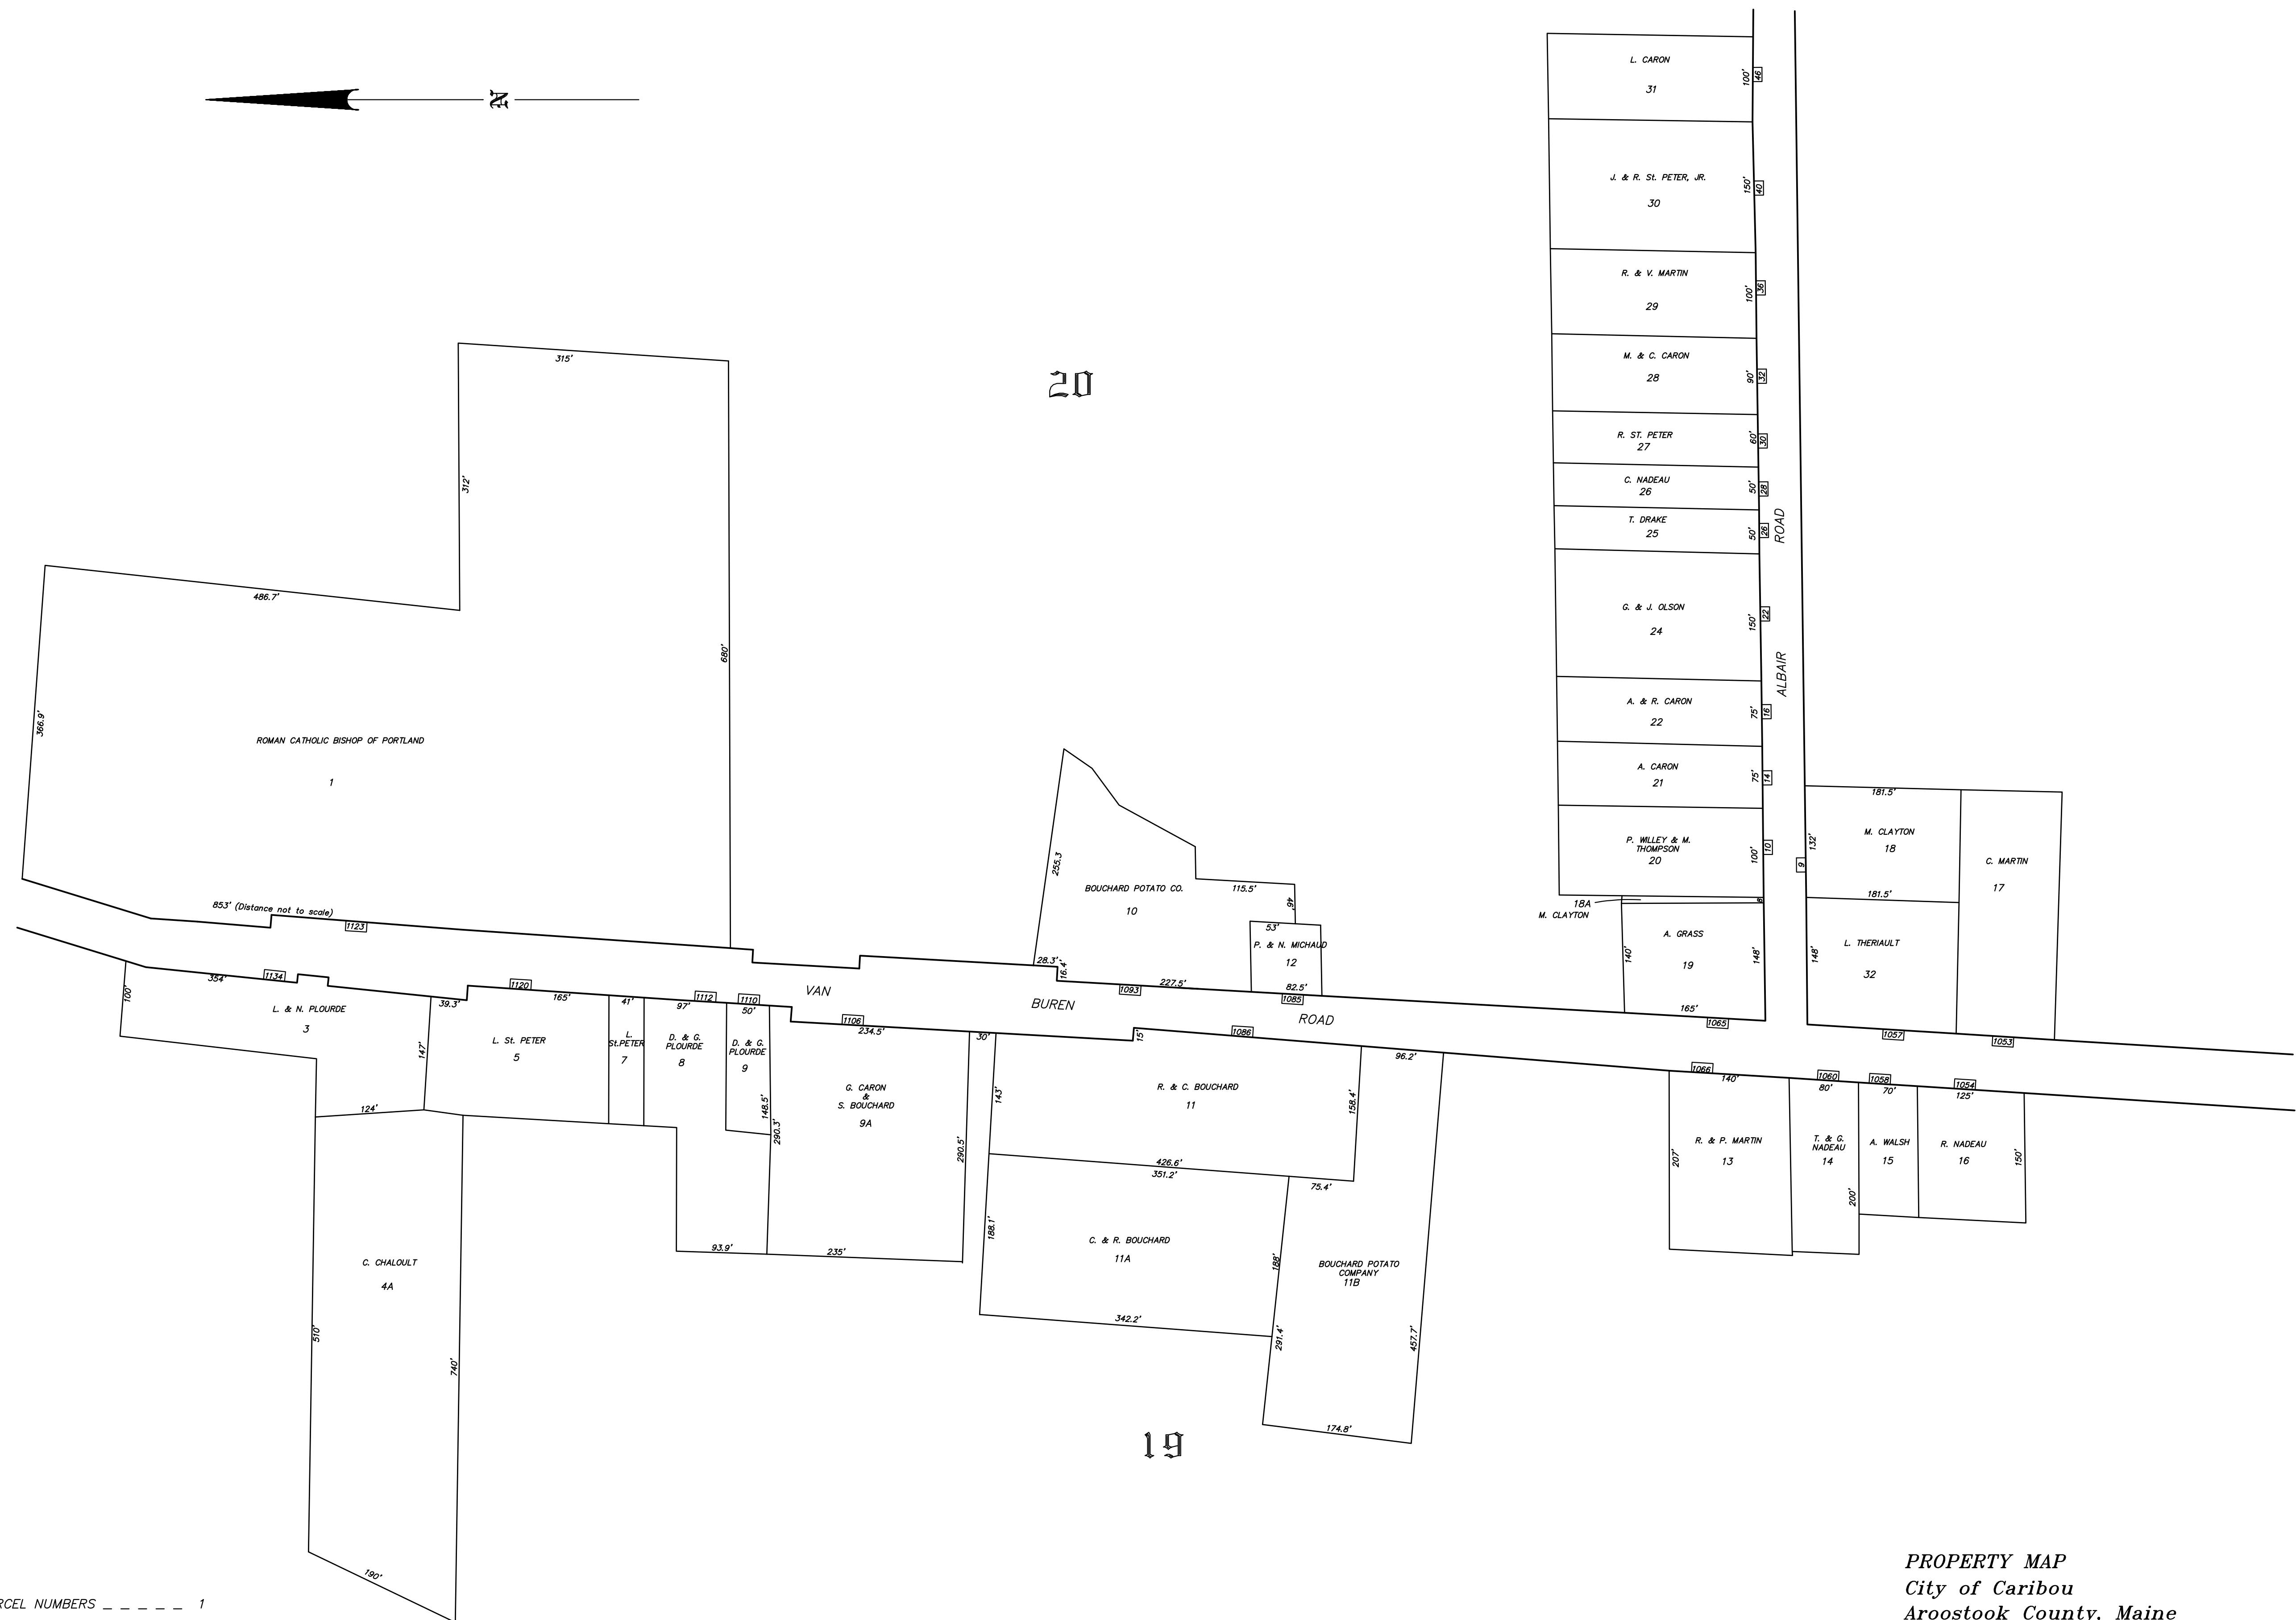 N
L. CARON
31
100'
46
J. & R. St. PETER, JR.
30
150'
40
R. & V. MARTIN
29
100'
36
M. & C. CARON
28
90'
32
R. ST. PETER
27
60'
30
C. NADEAU
26
50'
28
T. DRAKE
25
50'
26
G. & J. OLSON
24
150'
22
A. & R. CARON
22
75'
16
A. CARON
21
75'
14
P. WILLEY & M.
THOMPSON
20
100'
10
18A
M. CLAYTON
8'
A. GRASS
19
140'
148'
165'
1065
ALBAIR ROAD
9
181.5'
132'
M. CLAYTON
18
181.5'
148'
L. THERIAULT
32
C. MARTIN
17
1057
1053
20
315'
312'
486.7'
366.9'
680'
ROMAN CATHOLIC BISHOP OF PORTLAND
1
853' (Distance not to scale)
1123
255.3
BOUCHARD POTATO CO.
10
115.5'
46'
28.3'
16.4'
1093
227.5'
53'
P. & N. MICHAUD
12
82.5'
1085
VAN BUREN ROAD
100'
354'
1134
L. & N. PLOURDE
3
39.3'
147'
124'
1120
165'
L. St. PETER
5
41'
L.
St.PETER
7
1112
97'
D. & G.
PLOURDE
8
93.9'
1110
50'
D. & G.
PLOURDE
9
148.5'
290.3'
1106
234.5'
G. CARON
&
S. BOUCHARD
9A
290.5'
235'
30'
15'
1086
143'
R. & C. BOUCHARD
11
158.4'
426.6'
351.2'
75.4'
188.1'
C. & R. BOUCHARD
11A
188'
342.2'
96.2'
BOUCHARD POTATO
COMPANY
11B
291.4'
457.7'
174.8'
C. CHALOULT
4A
510'
740'
190'
1066
140'
R. & P. MARTIN
13
207'
1060
80'
T. & G.
NADEAU
14
200'
1058
70'
A. WALSH
15
1054
125'
R. NADEAU
16
150'
19
RCEL NUMBERS _ _ _ _ _ 1
PROPERTY MAP
City of Caribou
Aroostook County, Maine